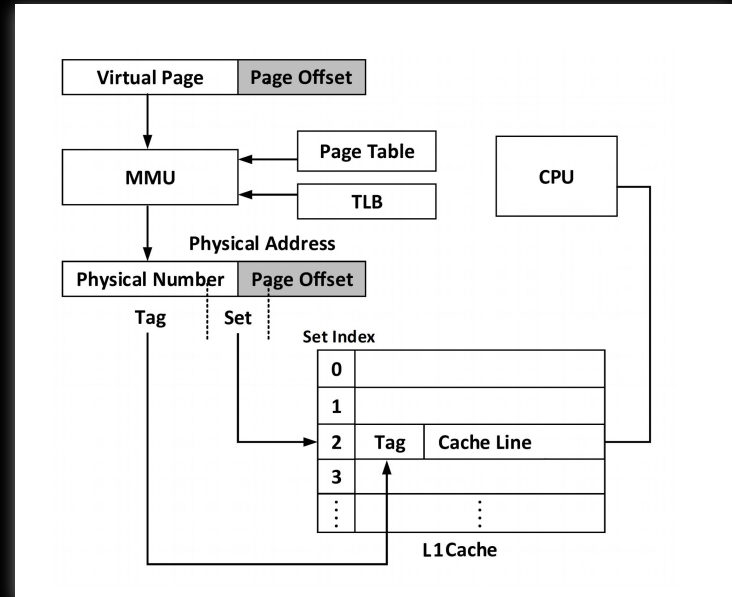 Virtual Page
Page Offset
Page Table
MMU
CPU
TLB
Physical Address
Physical Number
Page Offset
Tag
Set
Set Index
0
1
2
Tag
Cache Line
3
L1Cache